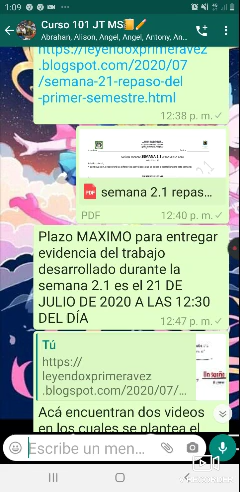 1:09
Curso 101 JT MS
Abrahan, Alison, Angel, Angel, Antony, An...
https://leyendoxprimeravez
.blogspot.com/2020/07
/semana-21-repaso-del
-primer-semestre.html
12:38 p. m.
semana 2.1 repas...
PDF
12:40 p. m.
Plazo MAXIMO para entregar
evidencia del trabajo
desarrollado durante la
semana 2.1 es el 21 DE
JULIO DE 2020 A LAS 12:30
DEL DÍA
12:47 p. m.
Tú
https://
leyendoxprimeravez
.blogspot.com/2020/07/...
Acá encuentran dos videos
en los cuales se plantea el
Escribe un men...